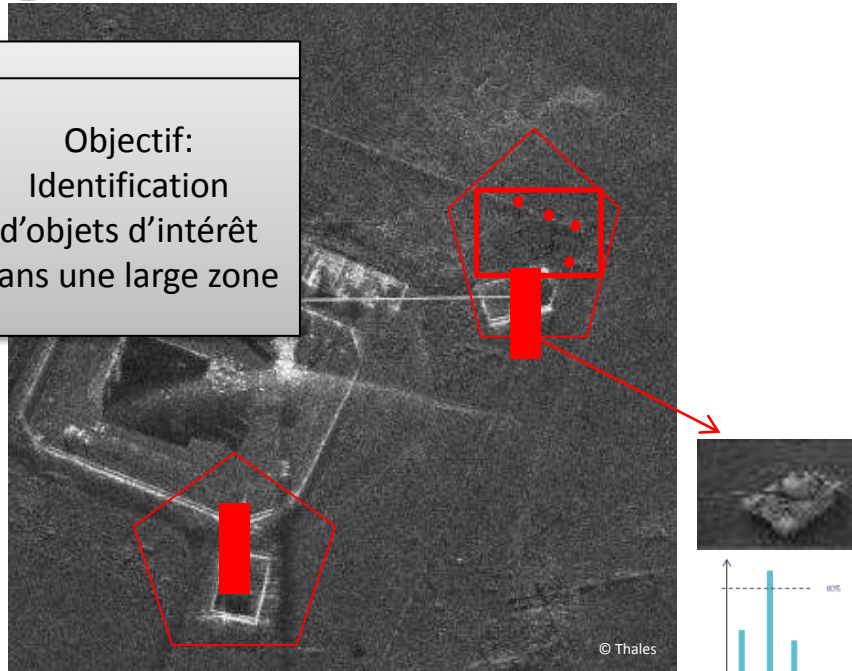 Objectif:
Identification
d'objets d'intérêt
ans une large zone
80%
© Thales